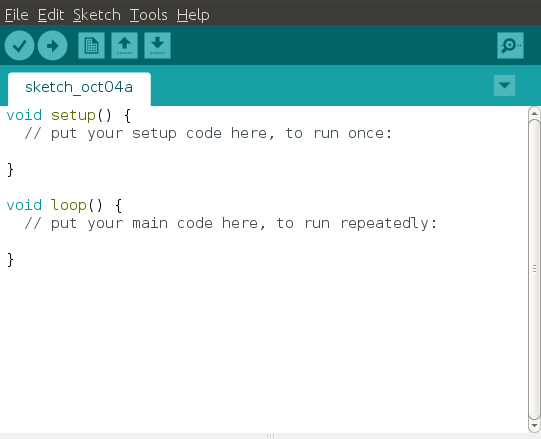 File Edit Sketch Tools Help
sketch_oct04a
void setup() {
  // put your setup code here, to run once:

}

void loop() {
  // put your main code here, to run repeatedly:

}